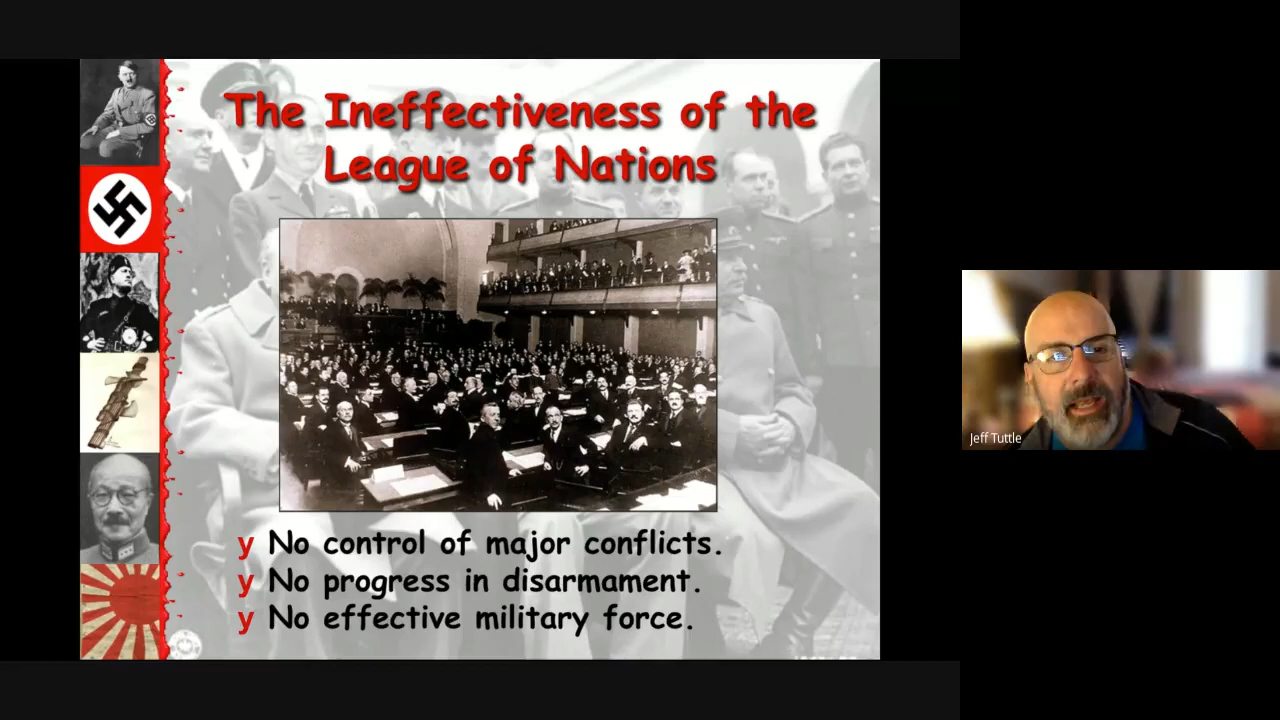 The Ineffectiveness of the
League of Nations
y No control of major conflicts.
y No progress in disarmament.
y No effective military force.
Jeff Tuttle